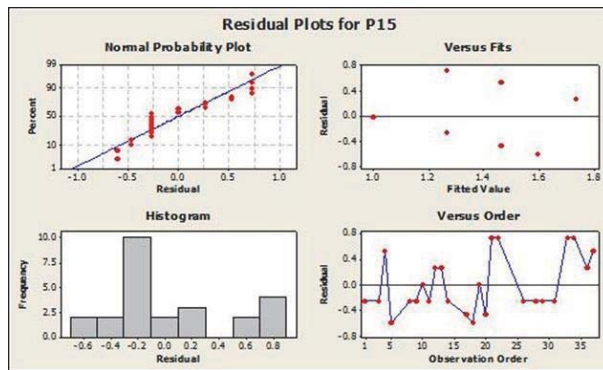 Residual Plots for P15
Normal Probability Plot
99
90
50
10
1
Percent
-1.0 -0.5 0.0 0.5 1.0
Residual
Versus Fits
0.8
0.4
0.0
-0.4
-0.8
Residual
1.0 1.2 1.4 1.6
Fitted Value
Histogram
10.0
7.5
5.0
2.5
0.0
Frequency
-0.6 -0.4 -0.2 0.0 0.2 0.4 0.6 0.8
Residual
Versus Order
0.8
0.4
0.0
-0.4
-0.8
Residual
1 5 10 15 20 25 30 35
Observation Order